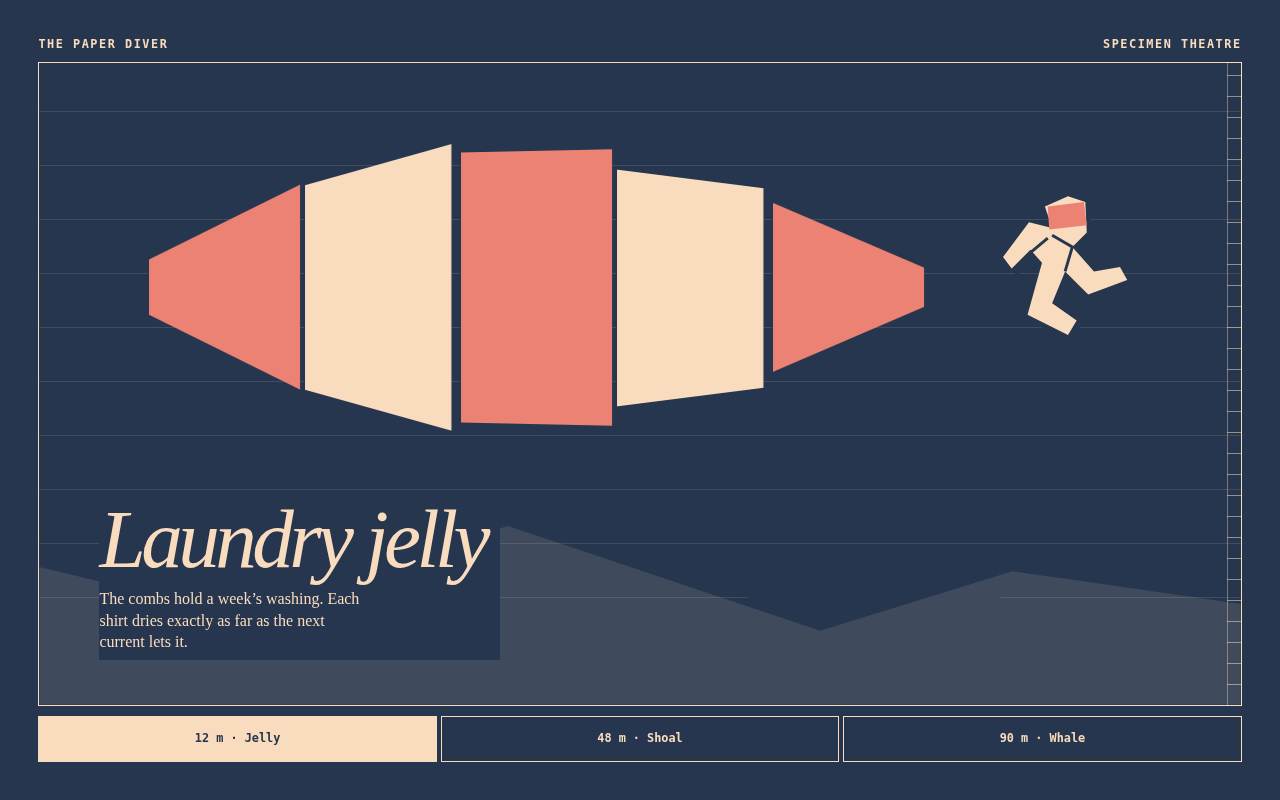 THE PAPER DIVER
SPECIMEN THEATRE
Laundry jelly
The combs hold a week’s washing. Each
shirt dries exactly as far as the next
current lets it.
12 m · Jelly
48 m · Shoal
90 m · Whale